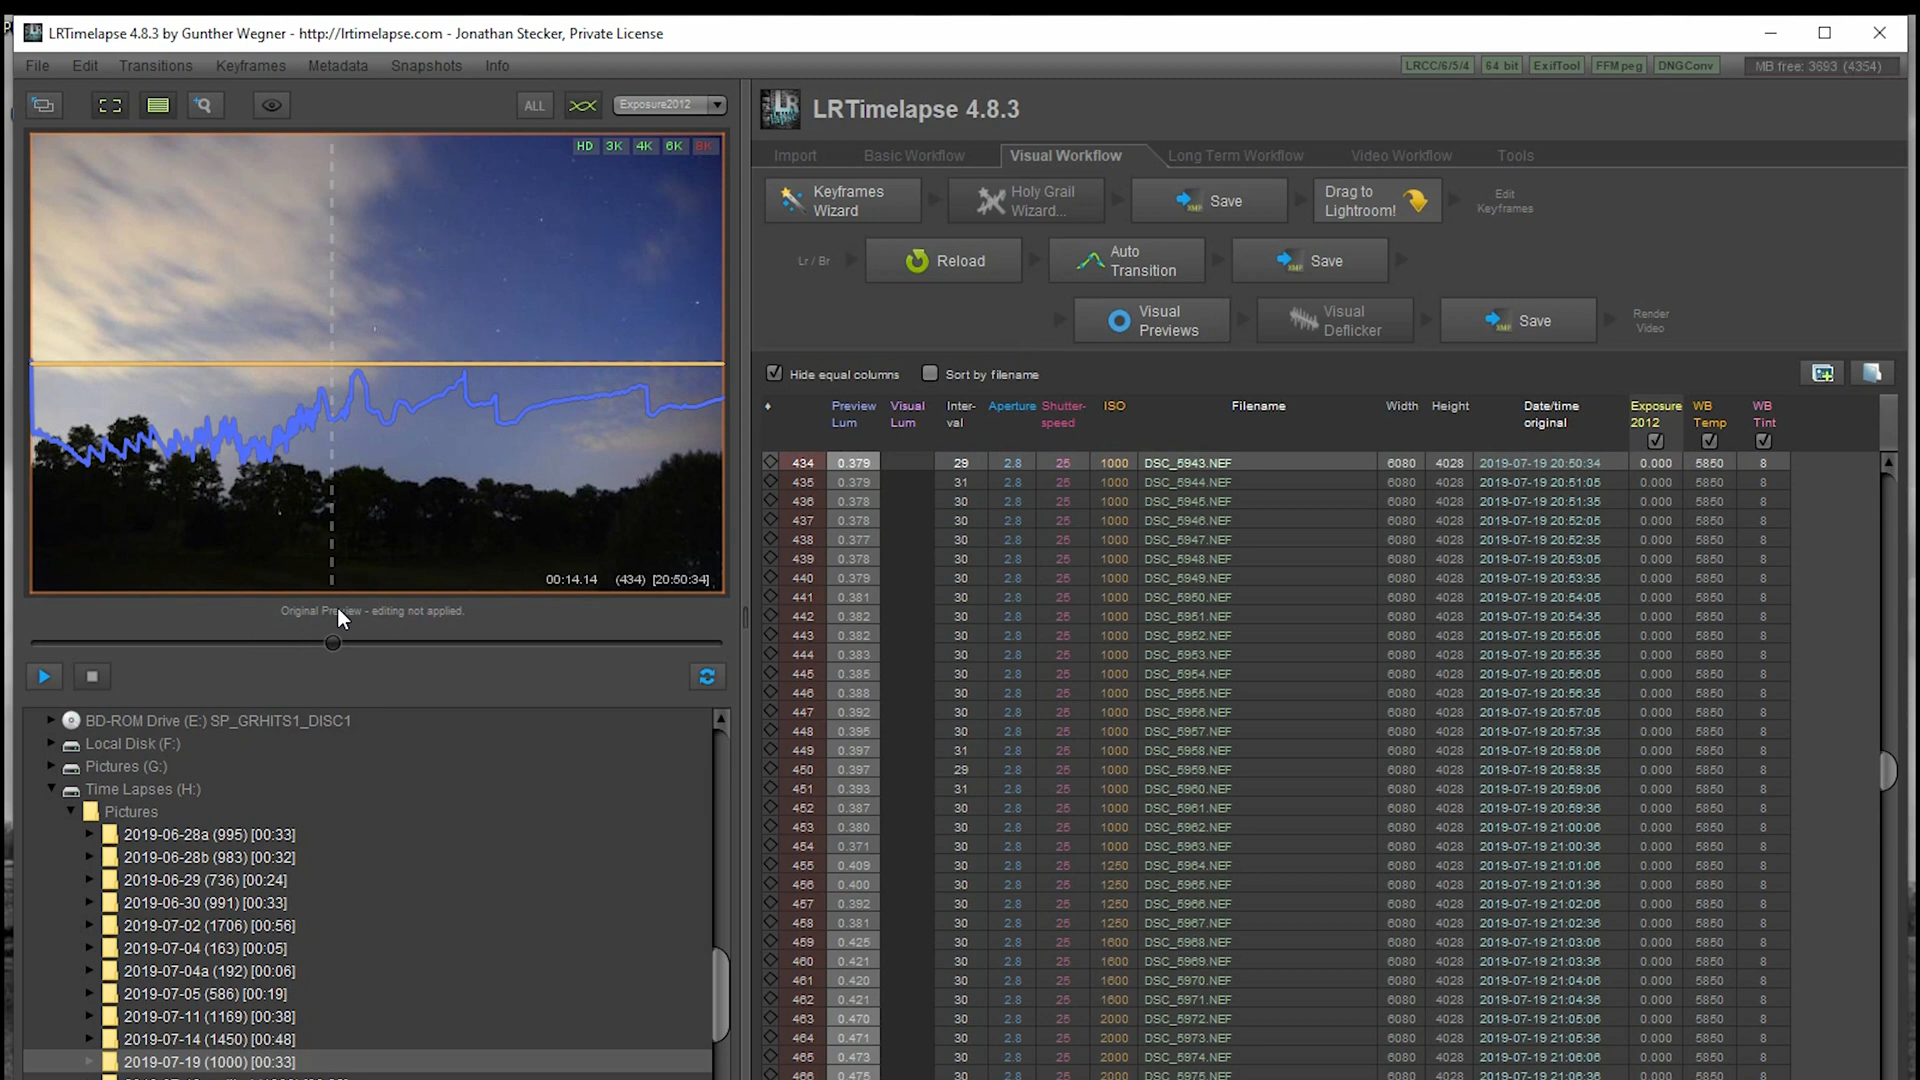 LRTimelapse 4.8.3 by Gunther Wegner - http://lrtimelapse.com - Jonathan Stecker, Private License
File Edit Transitions Keyframes Metadata Snapshots Info
LRCC/6/5/4 64 bit ExifTool FFMpeg DNGConv MB free: 3693 (4354)
ALL Exposure2012
HD 3K 4K 6K 8K
00:14.14 (434) [20:50:34]
Original Preview - editing not applied.
BD-ROM Drive (E:) SP_GRHITS1_DISC1
Local Disk (F:)
Pictures (G:)
Time Lapses (H:)
Pictures
2019-06-28a (995) [00:33]
2019-06-28b (983) [00:32]
2019-06-29 (736) [00:24]
2019-06-30 (991) [00:33]
2019-07-02 (1706) [00:56]
2019-07-04 (163) [00:05]
2019-07-04a (192) [00:06]
2019-07-05 (586) [00:19]
2019-07-11 (1169) [00:38]
2019-07-14 (1450) [00:48]
2019-07-19 (1000) [00:33]
LRTimelapse 4.8.3
Import Basic Workflow Visual Workflow Long Term Workflow Video Workflow Tools
Keyframes Wizard Holy Grail Wizard... Save Drag to Lightroom! Edit Keyframes
Lr / Br Reload Auto Transition Save
Visual Previews Visual Deflicker Save Render Video
Hide equal columns Sort by filename
Preview Lum Visual Lum Inter-val Aperture Shutter-speed ISO Filename Width Height Date/time original Exposure 2012 WB Temp WB Tint
434 0.379 29 2.8 25 1000 DSC_5943.NEF 6080 4028 2019-07-19 20:50:34 0.000 5850 8
435 0.379 31 2.8 25 1000 DSC_5944.NEF 6080 4028 2019-07-19 20:51:05 0.000 5850 8
436 0.378 30 2.8 25 1000 DSC_5945.NEF 6080 4028 2019-07-19 20:51:35 0.000 5850 8
437 0.378 30 2.8 25 1000 DSC_5946.NEF 6080 4028 2019-07-19 20:52:05 0.000 5850 8
438 0.377 30 2.8 25 1000 DSC_5947.NEF 6080 4028 2019-07-19 20:52:35 0.000 5850 8
439 0.378 30 2.8 25 1000 DSC_5948.NEF 6080 4028 2019-07-19 20:53:05 0.000 5850 8
440 0.379 30 2.8 25 1000 DSC_5949.NEF 6080 4028 2019-07-19 20:53:35 0.000 5850 8
441 0.381 30 2.8 25 1000 DSC_5950.NEF 6080 4028 2019-07-19 20:54:05 0.000 5850 8
442 0.382 30 2.8 25 1000 DSC_5951.NEF 6080 4028 2019-07-19 20:54:35 0.000 5850 8
443 0.382 30 2.8 25 1000 DSC_5952.NEF 6080 4028 2019-07-19 20:55:05 0.000 5850 8
444 0.383 30 2.8 25 1000 DSC_5953.NEF 6080 4028 2019-07-19 20:55:35 0.000 5850 8
445 0.385 30 2.8 25 1000 DSC_5954.NEF 6080 4028 2019-07-19 20:56:05 0.000 5850 8
446 0.388 30 2.8 25 1000 DSC_5955.NEF 6080 4028 2019-07-19 20:56:35 0.000 5850 8
447 0.392 30 2.8 25 1000 DSC_5956.NEF 6080 4028 2019-07-19 20:57:05 0.000 5850 8
448 0.395 30 2.8 25 1000 DSC_5957.NEF 6080 4028 2019-07-19 20:57:35 0.000 5850 8
449 0.397 31 2.8 25 1000 DSC_5958.NEF 6080 4028 2019-07-19 20:58:06 0.000 5850 8
450 0.397 29 2.8 25 1000 DSC_5959.NEF 6080 4028 2019-07-19 20:58:35 0.000 5850 8
451 0.393 31 2.8 25 1000 DSC_5960.NEF 6080 4028 2019-07-19 20:59:06 0.000 5850 8
452 0.387 30 2.8 25 1000 DSC_5961.NEF 6080 4028 2019-07-19 20:59:36 0.000 5850 8
453 0.380 30 2.8 25 1000 DSC_5962.NEF 6080 4028 2019-07-19 21:00:06 0.000 5850 8
454 0.371 30 2.8 25 1000 DSC_5963.NEF 6080 4028 2019-07-19 21:00:36 0.000 5850 8
455 0.409 30 2.8 25 1250 DSC_5964.NEF 6080 4028 2019-07-19 21:01:06 0.000 5850 8
456 0.400 30 2.8 25 1250 DSC_5965.NEF 6080 4028 2019-07-19 21:01:36 0.000 5850 8
457 0.392 30 2.8 25 1250 DSC_5966.NEF 6080 4028 2019-07-19 21:02:06 0.000 5850 8
458 0.381 30 2.8 25 1250 DSC_5967.NEF 6080 4028 2019-07-19 21:02:36 0.000 5850 8
459 0.425 30 2.8 25 1600 DSC_5968.NEF 6080 4028 2019-07-19 21:03:06 0.000 5850 8
460 0.421 30 2.8 25 1600 DSC_5969.NEF 6080 4028 2019-07-19 21:03:36 0.000 5850 8
461 0.420 30 2.8 25 1600 DSC_5970.NEF 6080 4028 2019-07-19 21:04:06 0.000 5850 8
462 0.421 30 2.8 25 1600 DSC_5971.NEF 6080 4028 2019-07-19 21:04:36 0.000 5850 8
463 0.470 30 2.8 25 2000 DSC_5972.NEF 6080 4028 2019-07-19 21:05:06 0.000 5850 8
464 0.471 30 2.8 25 2000 DSC_5973.NEF 6080 4028 2019-07-19 21:05:36 0.000 5850 8
465 0.473 30 2.8 25 2000 DSC_5974.NEF 6080 4028 2019-07-19 21:06:06 0.000 5850 8
466 0.475 30 2.8 25 2000 DSC_5975.NEF 6080 4028 2019-07-19 21:06:36 0.000 5850 8